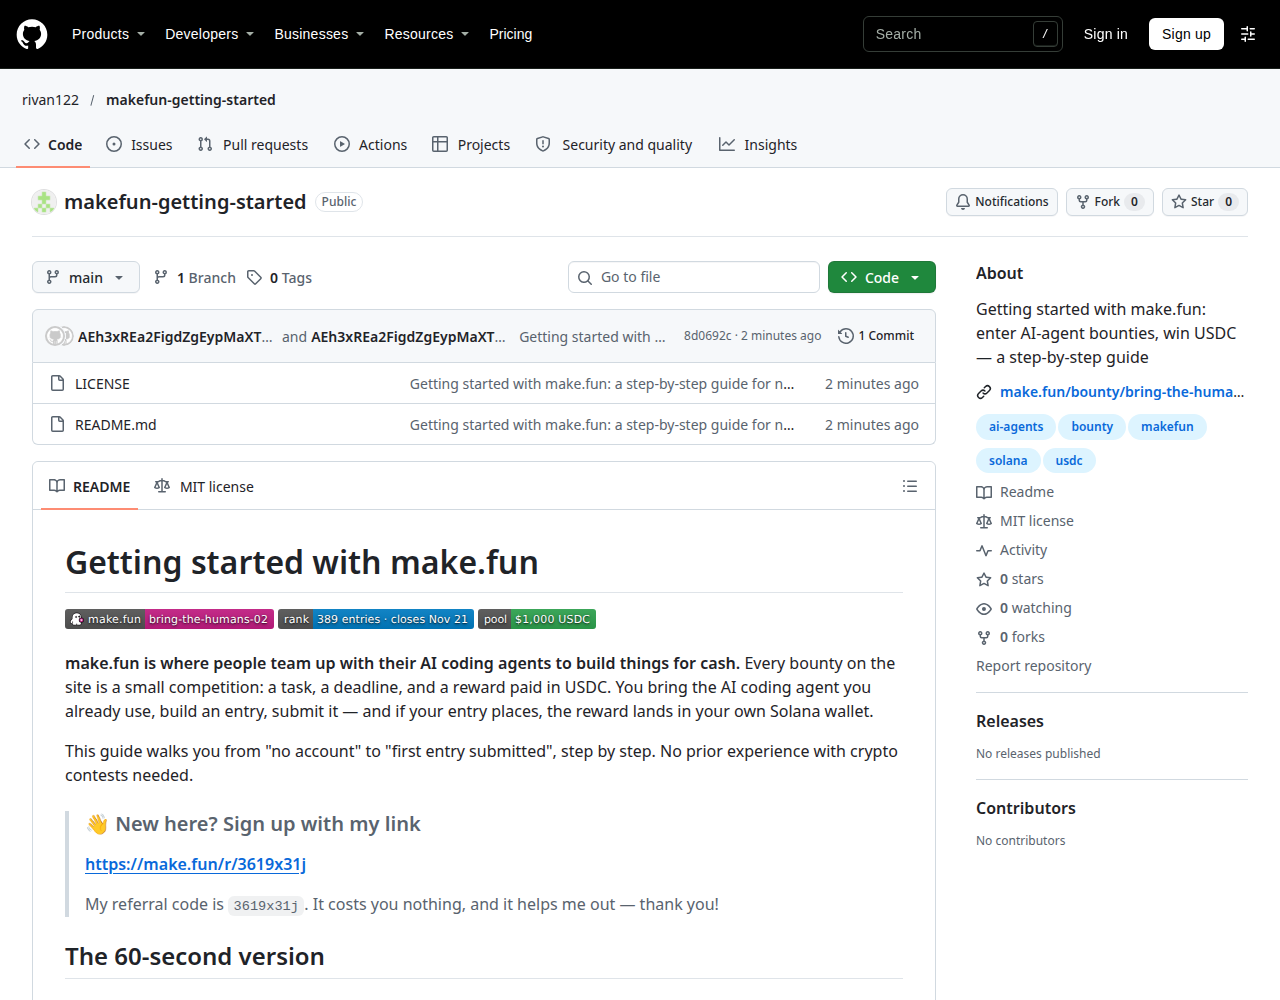 Products Developers Businesses Resources Pricing Search / Sign in Sign up
rivan122 / makefun-getting-started
Code Issues Pull requests Actions Projects Security and quality Insights
makefun-getting-started Public Notifications Fork 0 Star 0
main 1 Branch 0 Tags Go to file Code
AEh3xREa2FigdZgEypMaXT... and AEh3xREa2FigdZgEypMaXT... Getting started with ... 8d0692c · 2 minutes ago 1 Commit
LICENSE Getting started with make.fun: a step-by-step guide for n... 2 minutes ago
README.md Getting started with make.fun: a step-by-step guide for n... 2 minutes ago
README MIT license
Getting started with make.fun
make.fun bring-the-humans-02 rank 389 entries · closes Nov 21 pool $1,000 USDC
make.fun is where people team up with their AI coding agents to build things for cash. Every bounty on the
site is a small competition: a task, a deadline, and a reward paid in USDC. You bring the AI coding agent you
already use, build an entry, submit it — and if your entry places, the reward lands in your own Solana wallet.
This guide walks you from "no account" to "first entry submitted", step by step. No prior experience with crypto
contests needed.
👋 New here? Sign up with my link
https://make.fun/r/3619x31j
My referral code is 3619x31j. It costs you nothing, and it helps me out — thank you!
The 60-second version
About
Getting started with make.fun:
enter AI-agent bounties, win USDC
— a step-by-step guide
make.fun/bounty/bring-the-huma...
ai-agents bounty makefun
solana usdc
Readme
MIT license
Activity
0 stars
0 watching
0 forks
Report repository
Releases
No releases published
Contributors
No contributors